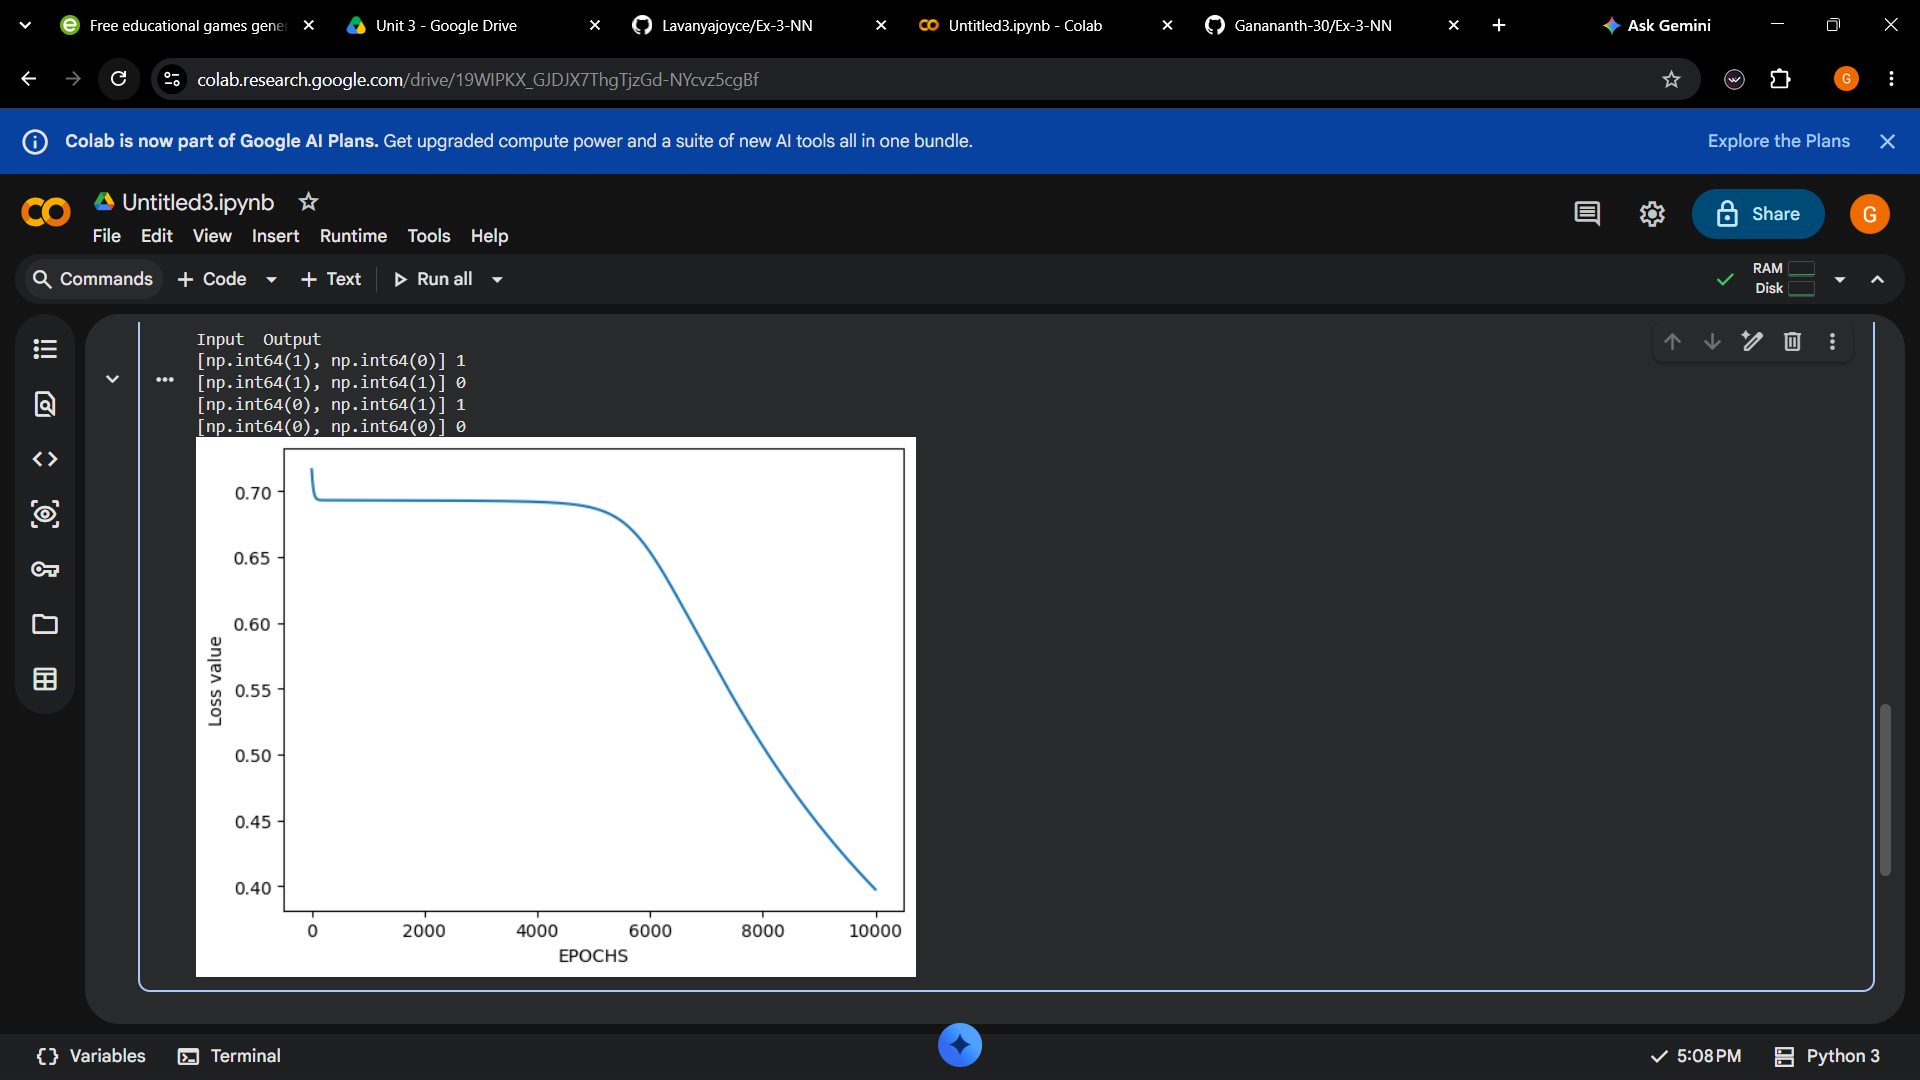 Free educational games gene
Unit 3 - Google Drive
Lavanyajoyce/Ex-3-NN
Untitled3.ipynb - Colab
Ganananth-30/Ex-3-NN
Ask Gemini
colab.research.google.com/drive/19WIPKX_GJDJX7ThgTjzGd-NYcvz5cgBf
G
Colab is now part of Google AI Plans. Get upgraded compute power and a suite of new AI tools all in one bundle.
Explore the Plans
Untitled3.ipynb
File Edit View Insert Runtime Tools Help
Share
G
Commands + Code + Text Run all
RAM
Disk
Input Output
[np.int64(1), np.int64(0)] 1
[np.int64(1), np.int64(1)] 0
[np.int64(0), np.int64(1)] 1
[np.int64(0), np.int64(0)] 0
0.70
0.65
0.60
0.55
0.50
0.45
0.40
Loss value
0 2000 4000 6000 8000 10000
EPOCHS
{} Variables
Terminal
5:08 PM
Python 3